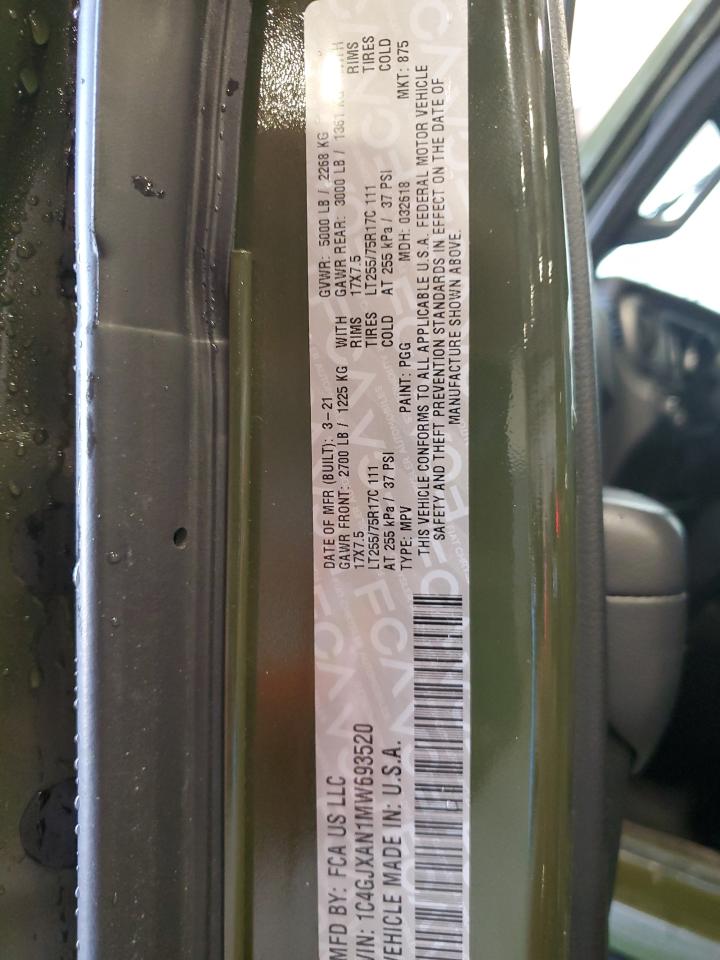 MFD BY: FCA US LLC
DATE OF MFR (BUILT): 3-21 GVWR: 5000 LB / 2268 KG
GAWR FRONT: 2700 LB / 1225 KG WITH GAWR REAR: 3000 LB / 1361 KG WITH
17X7.5 RIMS 17X7.5 RIMS
LT255/75R17C 111 TIRES LT255/75R17C 111 TIRES
AT 255 kPa / 37 PSI COLD AT 255 kPa / 37 PSI COLD
VIN: 1C4GJXAN1MW693520
TYPE: MPV PAINT: PGG MDH: 032618 MKT: 875
VEHICLE MADE IN: U.S.A.
THIS VEHICLE CONFORMS TO ALL APPLICABLE U.S.A. FEDERAL MOTOR VEHICLE
SAFETY AND THEFT PREVENTION STANDARDS IN EFFECT ON THE DATE OF
MANUFACTURE SHOWN ABOVE.